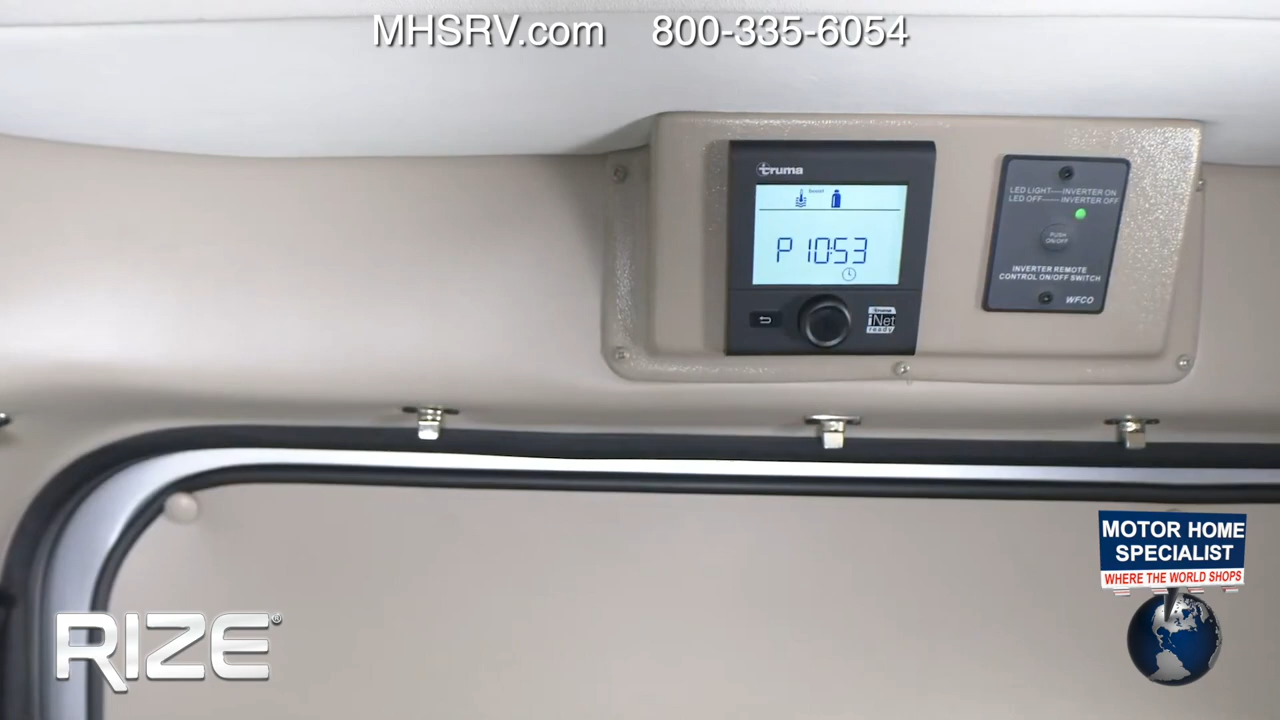 MHSRV.com 800-335-6054
truma
boost
P 10:53
truma
iNet
ready
LED LIGHT----INVERTER ON
LED OFF------INVERTER OFF
PUSH
ON/OFF
INVERTER REMOTE
CONTROL ON/OFF SWITCH
WFCO
MOTOR HOME
SPECIALIST
WHERE THE WORLD SHOPS
RIZE®